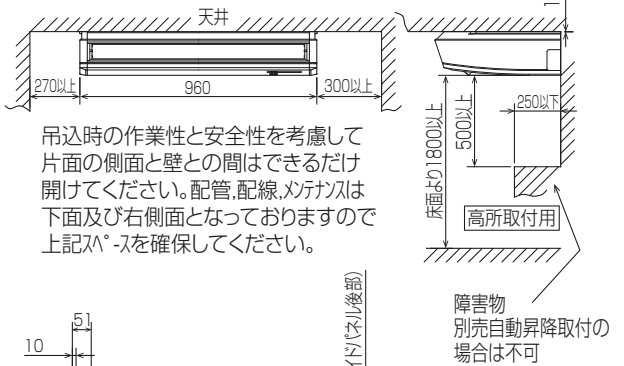 天井
270以上
960
300以上
吊込時の作業性と安全性を考慮して
片面の側面と壁との間はできるだけ
開けてください。配管,配線,メンテナンスは
下面及び右側面となっておりますので
上記スペースを確保してください。
床面より1800以上
500以上
250以下
高所取付用
障害物
別売自動昇降取付の
場合は不可
51
10
イドパネル後部)